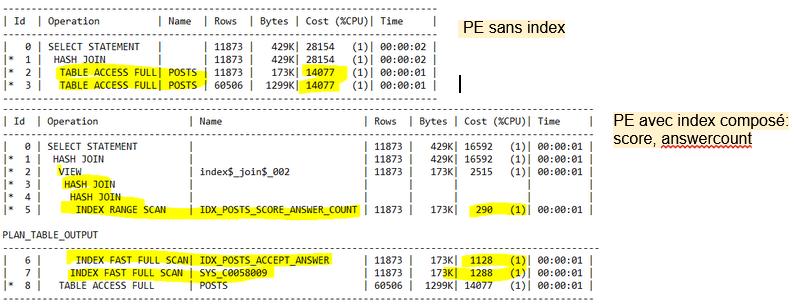 --------------------------------------------------------------------------------
| Id  | Operation          | Name  | Rows  | Bytes | Cost (%CPU)| Time     |
--------------------------------------------------------------------------------
|   0 | SELECT STATEMENT   |       | 11873 |   429K| 28154   (1)| 00:00:02 |
|*  1 |  HASH JOIN         |       | 11873 |   429K| 28154   (1)| 00:00:02 |
|*  2 |   TABLE ACCESS FULL| POSTS | 11873 |   173K| 14077   (1)| 00:00:01 |
|*  3 |   TABLE ACCESS FULL| POSTS | 60506 |  1299K| 14077   (1)| 00:00:01 |
--------------------------------------------------------------------------------
PE sans index
--------------------------------------------------------------------------------
| Id  | Operation                | Name                         | Rows  | Bytes | Cost (%CPU)| Time     |
--------------------------------------------------------------------------------
|   0 | SELECT STATEMENT         |                              | 11873 |   429K| 16592   (1)| 00:00:01 |
|*  1 |  HASH JOIN               |                              | 11873 |   429K| 16592   (1)| 00:00:01 |
|*  2 |   VIEW                   | index$_join$_002             | 11873 |   173K|  2515   (1)| 00:00:01 |
|*  3 |    HASH JOIN             |                              |       |       |            |          |
|*  4 |     HASH JOIN            |                              |       |       |            |          |
|*  5 |      INDEX RANGE SCAN    | IDX_POSTS_SCORE_ANSWER_COUNT | 11873 |   173K|   290   (1)| 00:00:01 |
PLAN_TABLE_OUTPUT
--------------------------------------------------------------------------------
|   6 |      INDEX FAST FULL SCAN| IDX_POSTS_ACCEPT_ANSWER      | 11873 |   173K|  1128   (1)| 00:00:01 |
|   7 |     INDEX FAST FULL SCAN | SYS_C0058009                 | 11873 |   173K|  1288   (1)| 00:00:01 |
|*  8 |   TABLE ACCESS FULL      | POSTS                        | 60506 |  1299K| 14077   (1)| 00:00:01 |
--------------------------------------------------------------------------------
PE avec index composé:
score, answercount